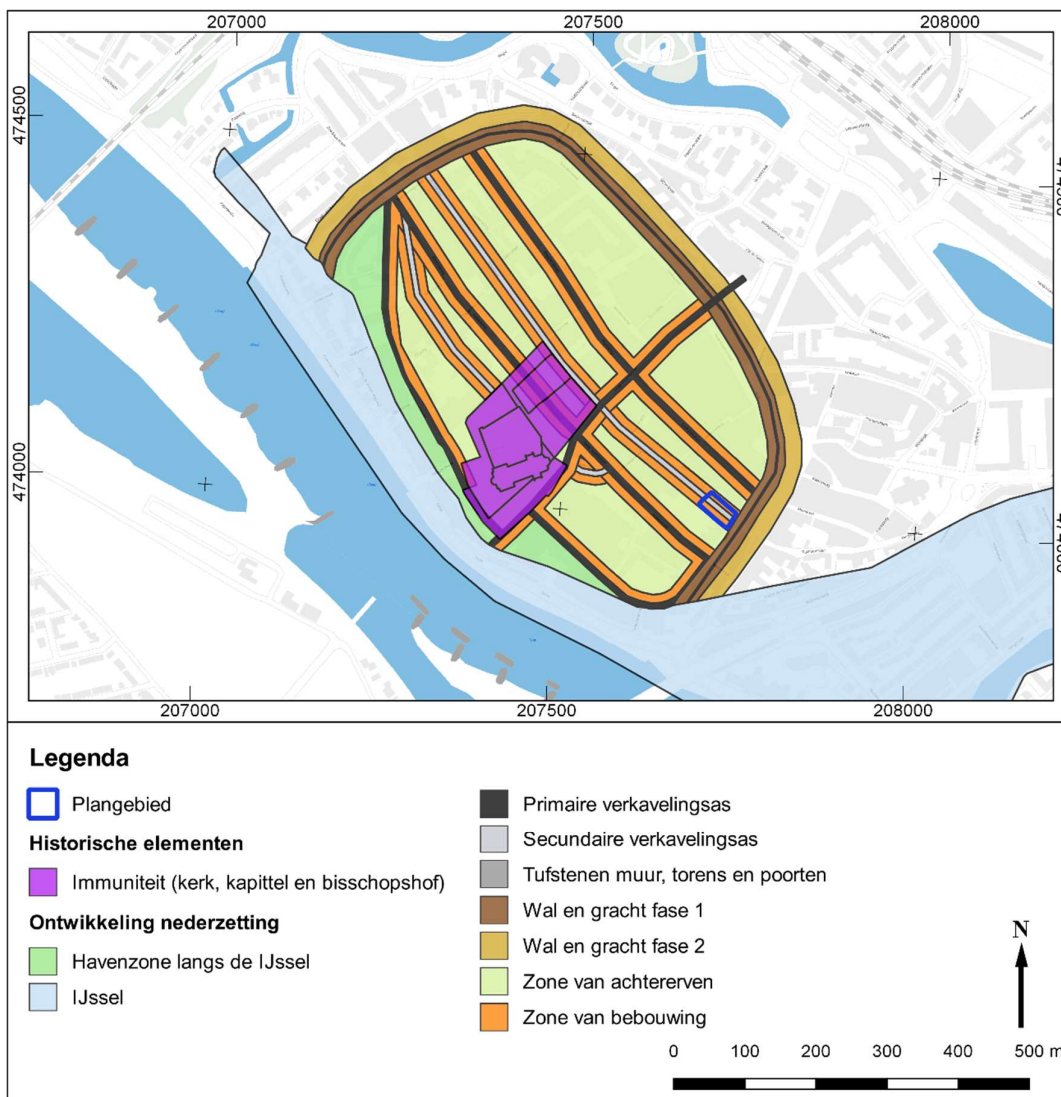 207000 207500 208000
474500
474500
474000
474000
207000 207500 208000
Legenda
Plangebied
Historische elementen
Immuniteit (kerk, kapittel en bisschopshof)
Ontwikkeling nederzetting
Havenzone langs de IJssel
IJssel
Primaire verkavelingsas
Secundaire verkavelingsas
Tufstenen muur, torens en poorten
Wal en gracht fase 1
Wal en gracht fase 2
Zone van achtererven
Zone van bebouwing
N
0 100 200 300 400 500 m